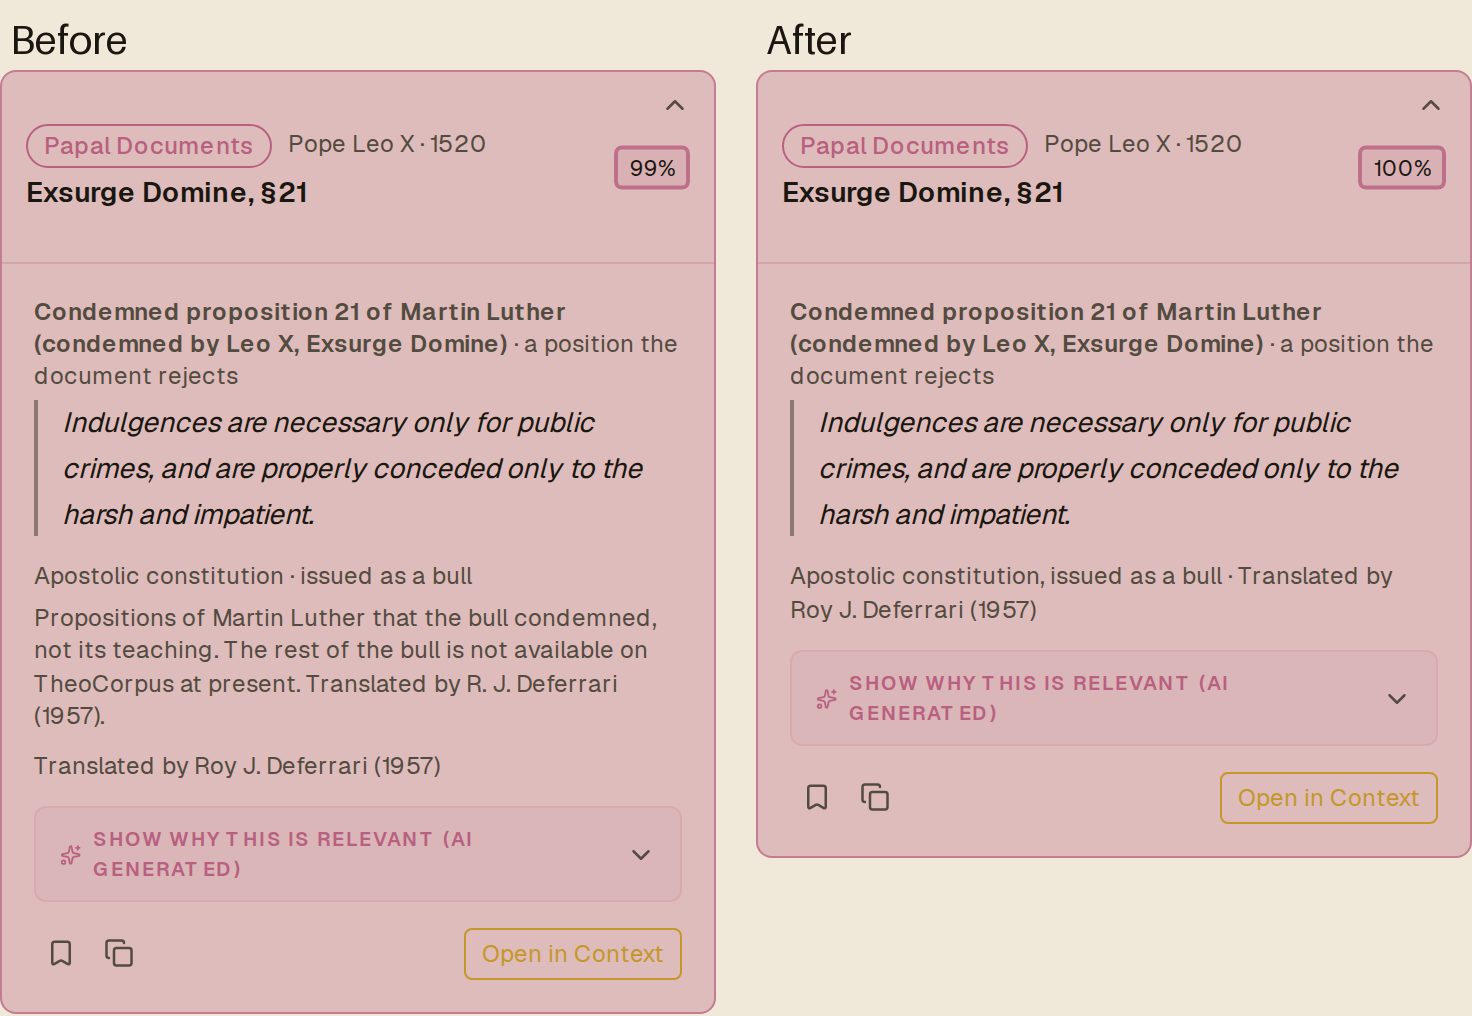 Before
Papal Documents
Pope Leo X · 1520
99%
Exsurge Domine, §21
Condemned proposition 21 of Martin Luther
(condemned by Leo X, Exsurge Domine) · a position the
document rejects
Indulgences are necessary only for public
crimes, and are properly conceded only to the
harsh and impatient.
Apostolic constitution · issued as a bull
Propositions of Martin Luther that the bull condemned,
not its teaching. The rest of the bull is not available on
TheoCorpus at present. Translated by R. J. Deferrari
(1957).
Translated by Roy J. Deferrari (1957)
SHOW WHY THIS IS RELEVANT (AI
GENERATED)
Open in Context
After
Papal Documents
Pope Leo X · 1520
100%
Exsurge Domine, §21
Condemned proposition 21 of Martin Luther
(condemned by Leo X, Exsurge Domine) · a position the
document rejects
Indulgences are necessary only for public
crimes, and are properly conceded only to the
harsh and impatient.
Apostolic constitution, issued as a bull · Translated by
Roy J. Deferrari (1957)
SHOW WHY THIS IS RELEVANT (AI
GENERATED)
Open in Context